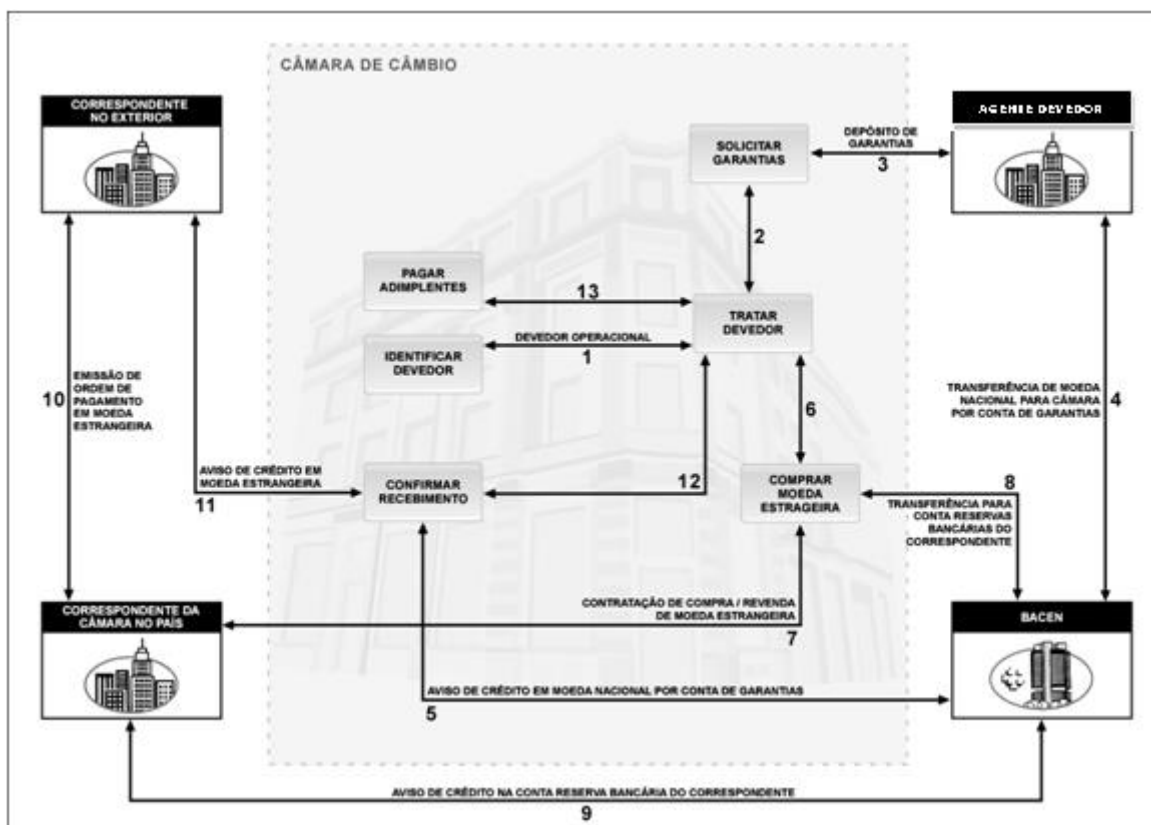 CÂMARA DE CÂMBIO
CORRESPONDENTE
NO EXTERIOR
AGENTE DEVEDOR
SOLICITAR
GARANTIAS
DEPÓSITO DE
GARANTIAS
3
2
PAGAR
ADIMPLENTES
13
TRATAR
DEVEDOR
DEVEDOR OPERACIONAL
1
IDENTIFICAR
DEVEDOR
10
EMISSÃO DE
ORDEM DE
PAGAMENTO
EM MOEDA
ESTRANGEIRA
6
TRANSFERÊNCIA DE MOEDA
NACIONAL PARA CÂMARA
POR CONTA DE GARANTIAS
4
AVISO DE CRÉDITO EM
MOEDA ESTRANGEIRA
11
CONFIRMAR
RECEBIMENTO
12
COMPRAR
MOEDA
ESTRAGEIRA
8
TRANSFERÊNCIA PARA
CONTA RESERVAS
BANCÁRIAS DO
CORRESPONDENTE
CORRESPONDENTE DA
CÂMARA NO PAÍS
CONTRATAÇÃO DE COMPRA / REVENDA
DE MOEDA ESTRANGEIRA
7
BACEN
AVISO DE CRÉDITO EM MOEDA NACIONAL POR CONTA DE GARANTIAS
5
AVISO DE CRÉDITO NA CONTA RESERVA BANCÁRIA DO CORRESPONDENTE
9